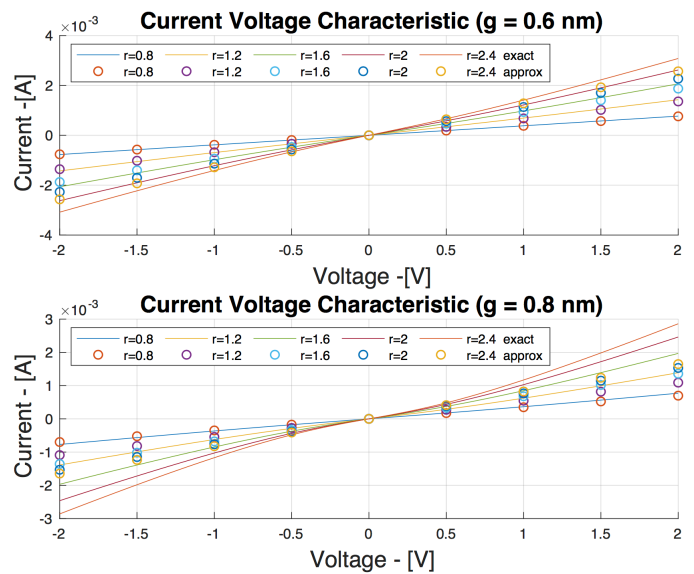 Current Voltage Characteristic (g = 0.6 nm)
×10⁻³
r=0.8 r=1.2 r=1.6 r=2 r=2.4 exact
r=0.8 r=1.2 r=1.6 r=2 r=2.4 approx
4
2
0
-2
-4
Current -[A]
-2 -1.5 -1 -0.5 0 0.5 1 1.5 2
Voltage -[V]
Current Voltage Characteristic (g = 0.8 nm)
×10⁻³
r=0.8 r=1.2 r=1.6 r=2 r=2.4 exact
r=0.8 r=1.2 r=1.6 r=2 r=2.4 approx
3
2
1
0
-1
-2
-3
Current - [A]
-2 -1.5 -1 -0.5 0 0.5 1 1.5 2
Voltage - [V]